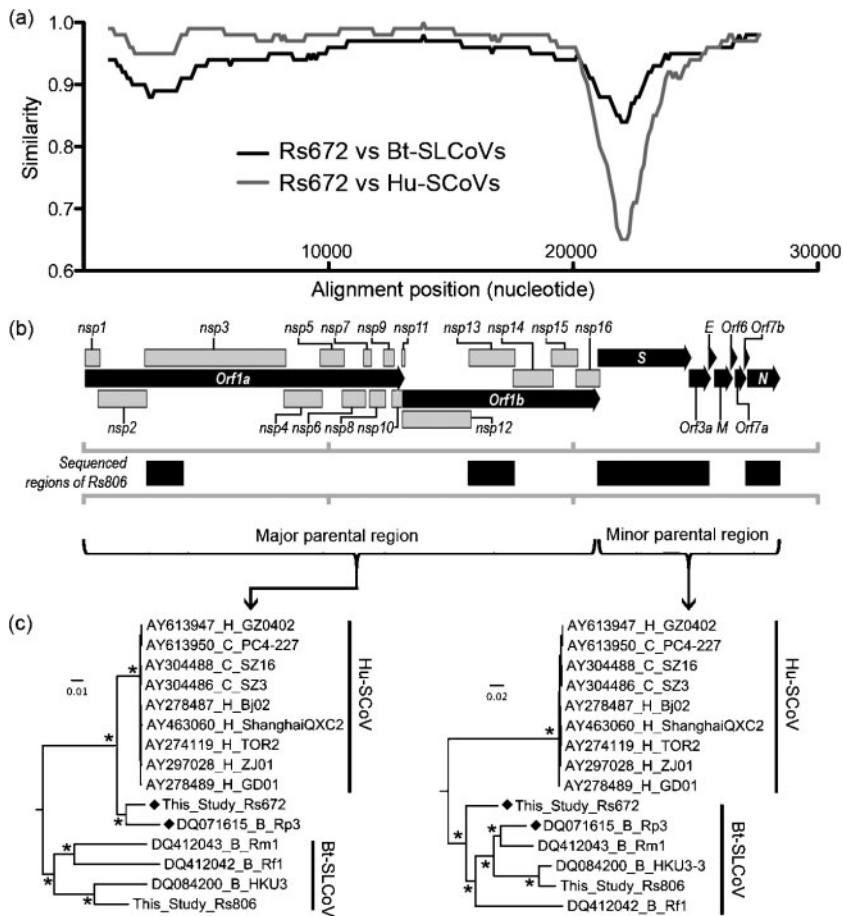 (a)
1.0
0.9
0.8
0.7
0.6
Similarity
Rs672 vs Bt-SLCoVs
Rs672 vs Hu-SCoVs
10000
20000
30000
Alignment position (nucleotide)
(b)
nsp1
nsp3
nsp5
nsp7
nsp9
nsp11
nsp13
nsp14
nsp15
nsp16
E
Orf6
Orf7b
Orf1a
S
Orf1b
N
nsp2
nsp4
nsp6
nsp8
nsp10
nsp12
Orf3a
M
Orf7a
Sequenced
regions of Rs806
Major parental region
Minor parental region
(c)
AY613947_H_GZ0402
AY613950_C_PC4-227
AY304488_C_SZ16
AY304486_C_SZ3
AY278487_H_Bj02
AY463060_H_ShanghaiQXC2
AY274119_H_TOR2
AY297028_H_ZJ01
AY278489_H_GD01
This_Study_Rs672
DQ071615_B_Rp3
DQ412043_B_Rm1
DQ412042_B_Rf1
DQ084200_B_HKU3
This_Study_Rs806
0.01
* * * * * *
Hu-SCoV
Bt-SLCoV
AY613947_H_GZ0402
AY613950_C_PC4-227
AY304488_C_SZ16
AY304486_C_SZ3
AY278487_H_Bj02
AY463060_H_ShanghaiQXC2
AY274119_H_TOR2
AY297028_H_ZJ01
AY278489_H_GD01
This_Study_Rs672
DQ071615_B_Rp3
DQ412043_B_Rm1
DQ084200_B_HKU3-3
This_Study_Rs806
DQ412042_B_Rf1
0.02
* * * * * *
Hu-SCoV
Bt-SLCoV